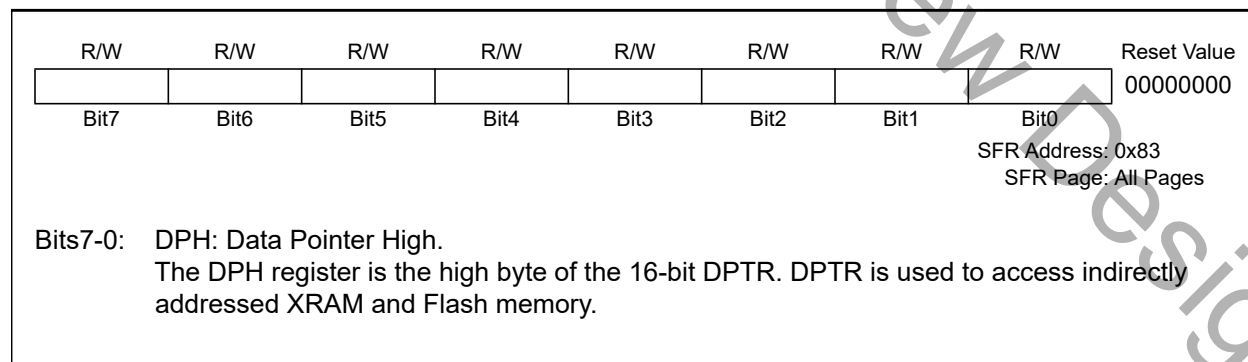 R/W R/W R/W R/W R/W R/W R/W R/W Reset Value
00000000
Bit7 Bit6 Bit5 Bit4 Bit3 Bit2 Bit1 Bit0
SFR Address: 0x83
SFR Page: All Pages
Bits7-0: DPH: Data Pointer High.
The DPH register is the high byte of the 16-bit DPTR. DPTR is used to access indirectly
addressed XRAM and Flash memory.
ew Desig